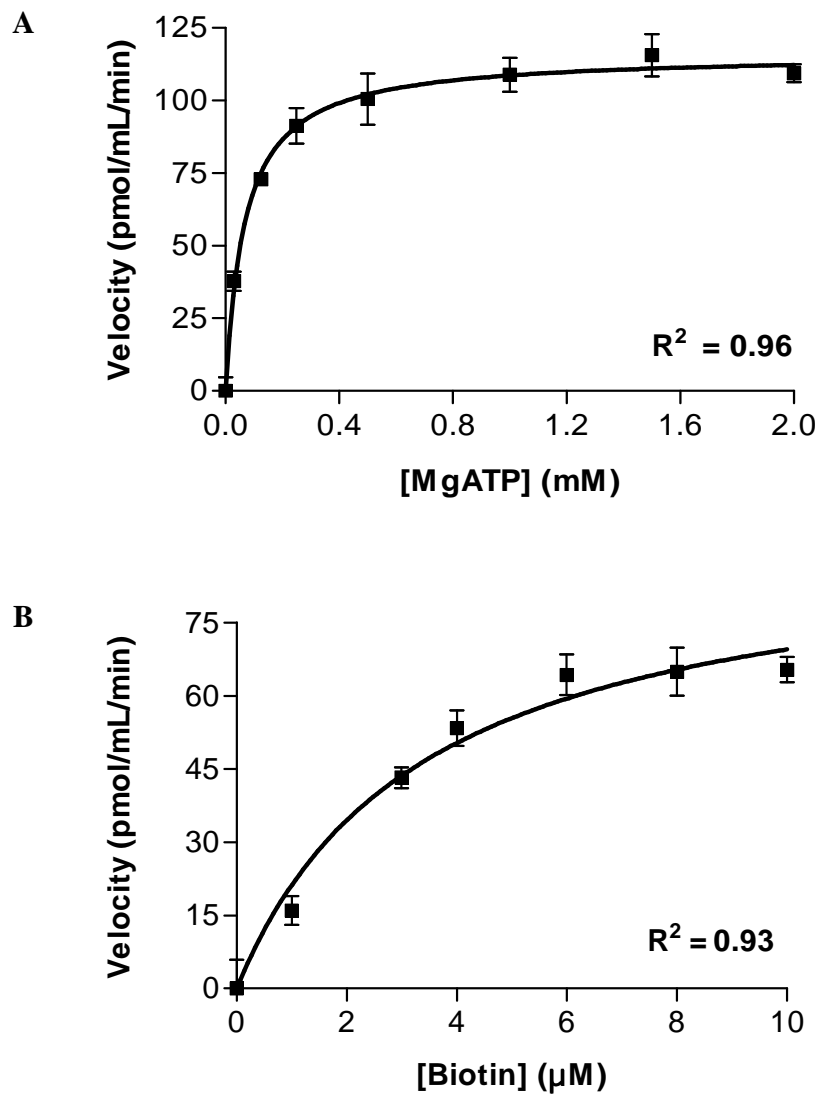 A
Velocity (pmol/mL/min)
125
100
75
50
25
0
R² = 0.96
0.0 0.4 0.8 1.2 1.6 2.0
[MgATP] (mM)
B
Velocity (pmol/mL/min)
75
60
45
30
15
0
R² = 0.93
0 2 4 6 8 10
[Biotin] (µM)